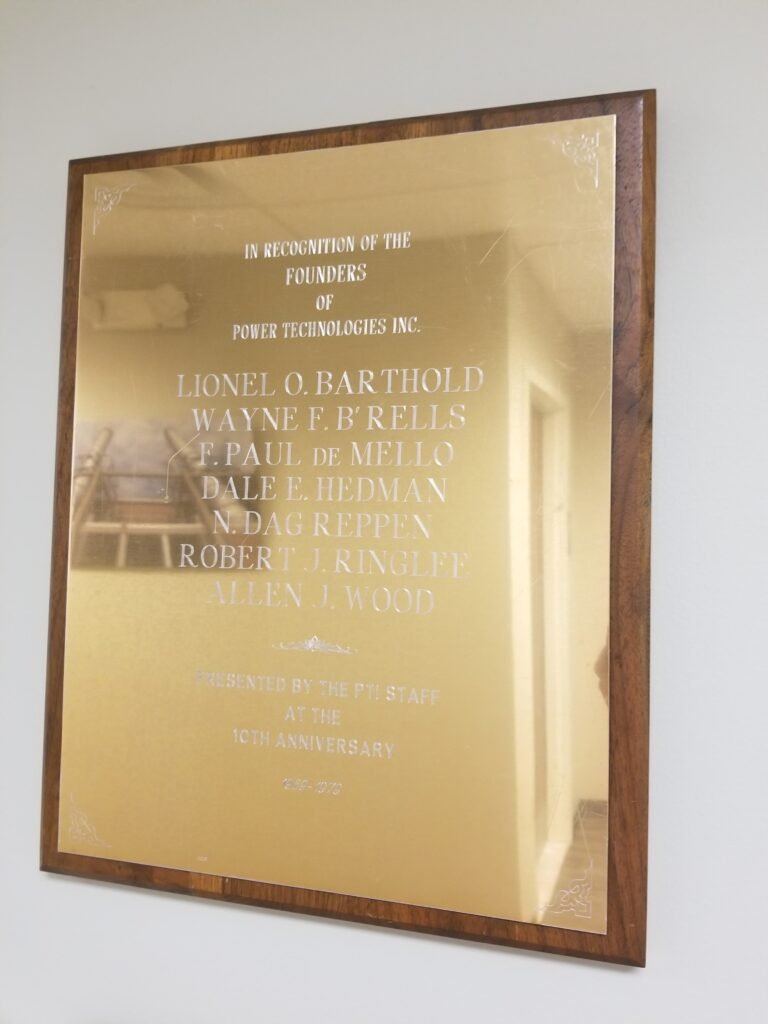 IN RECOGNITION OF THE
FOUNDERS
OF
POWER TECHNOLOGIES INC.
LIONEL O. BARTHOLD
WAYNE F. B'RELLS
F. PAUL DE MELLO
DALE E. HEDMAN
N. DAG REPPEN
ROBERT J. RINGLEE
ALLEN J. WOOD
PRESENTED BY THE PTI STAFF
AT THE
10TH ANNIVERSARY
1969-1979